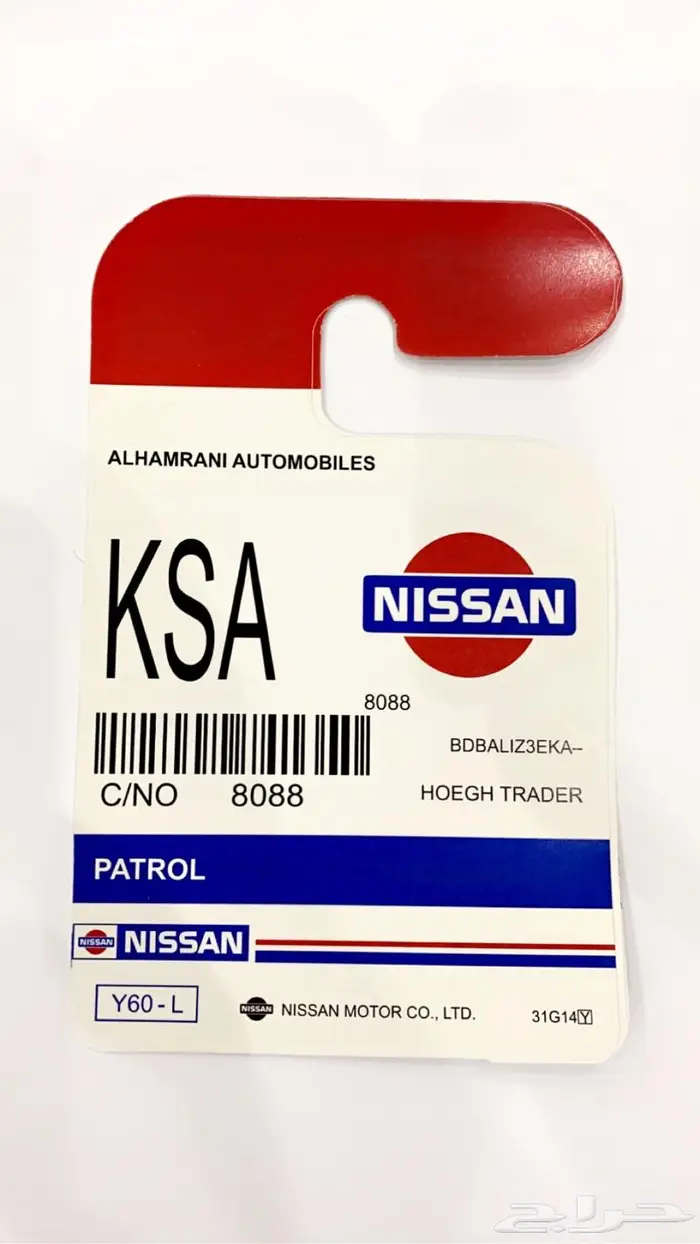 ALHAMRANI AUTOMOBILES
KSA
NISSAN
8088
BDBALIZ3EKA--
C/NO 8088
HOEGH TRADER
PATROL
NISSAN NISSAN
Y60-L
NISSAN NISSAN MOTOR CO., LTD.
31G14Y
حراج